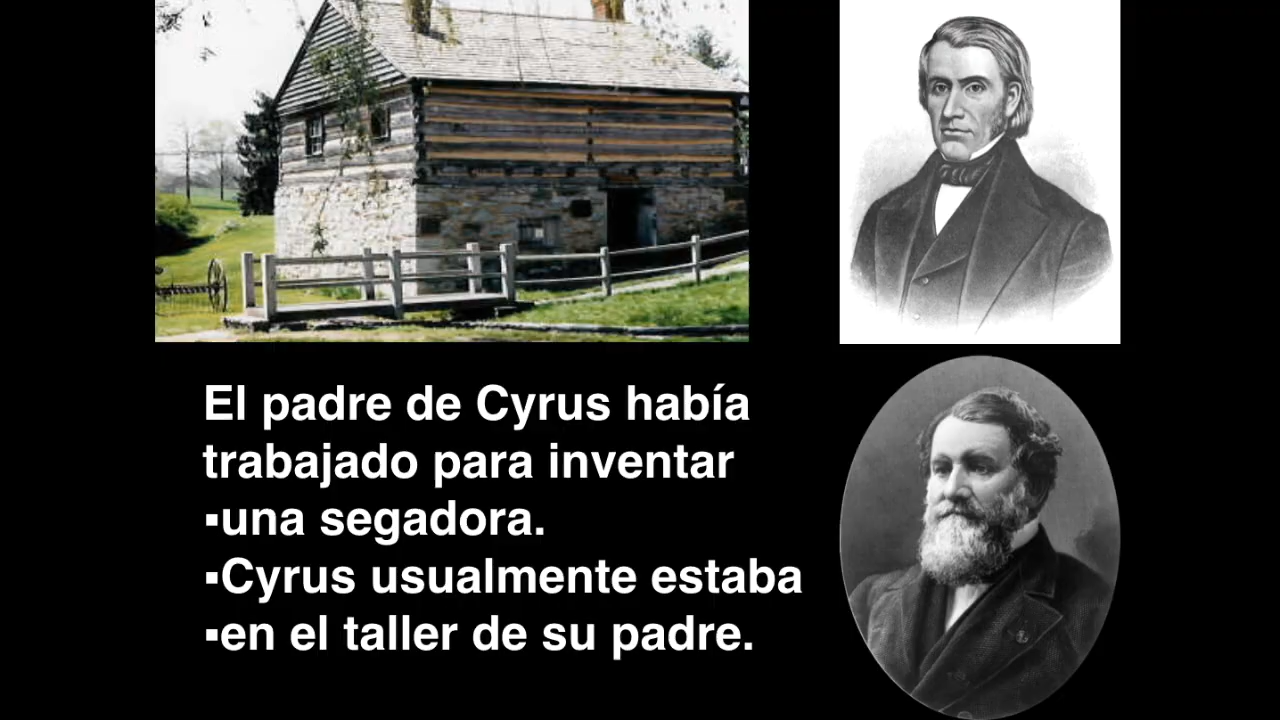 El padre de Cyrus había
trabajado para inventar
▪una segadora.
▪Cyrus usualmente estaba
▪en el taller de su padre.